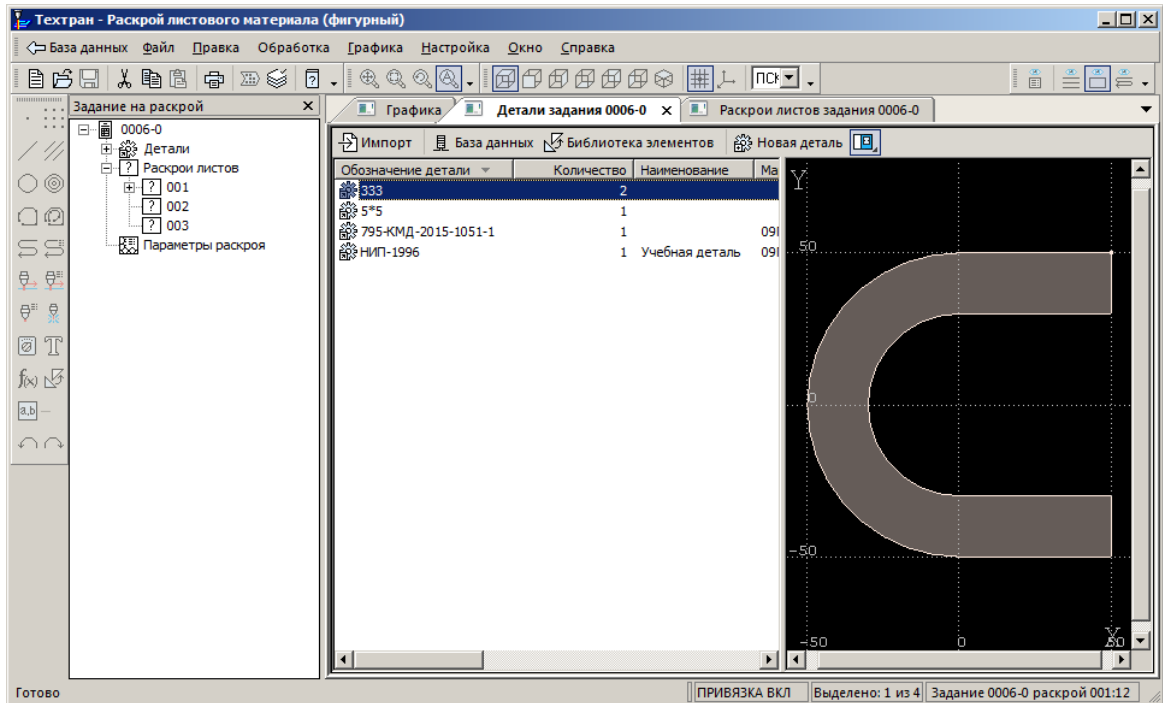 Техтран - Раскрой листового материала (фигурный)
База данных Файл Правка Обработка Графика Настройка Окно Справка
ПСК
Задание на раскрой
0006-0
Детали
Раскрои листов
001
002
003
Параметры раскроя
f(x)
a,b
Графика Детали задания 0006-0 Раскрои листов задания 0006-0
Импорт База данных Библиотека элементов Новая деталь
Обозначение детали Количество Наименование Ма
333 2
5*5 1
795-КМД-2015-1051-1 1 09
НИП-1996 1 Учебная деталь 09
Y
50
0
-50
-50 0 50
X
Готово ПРИВЯЗКА ВКЛ Выделено: 1 из 4 Задание 0006-0 раскрой 001:12